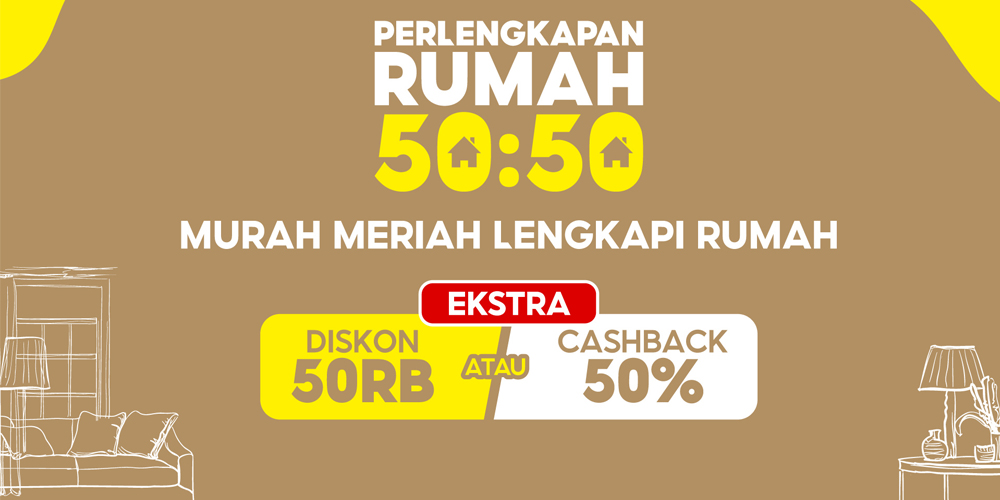 PERLENGKAPAN
RUMAH
50:50
MURAH MERIAH LENGKAPI RUMAH
EKSTRA
DISKON
50RB
ATAU
CASHBACK
50%